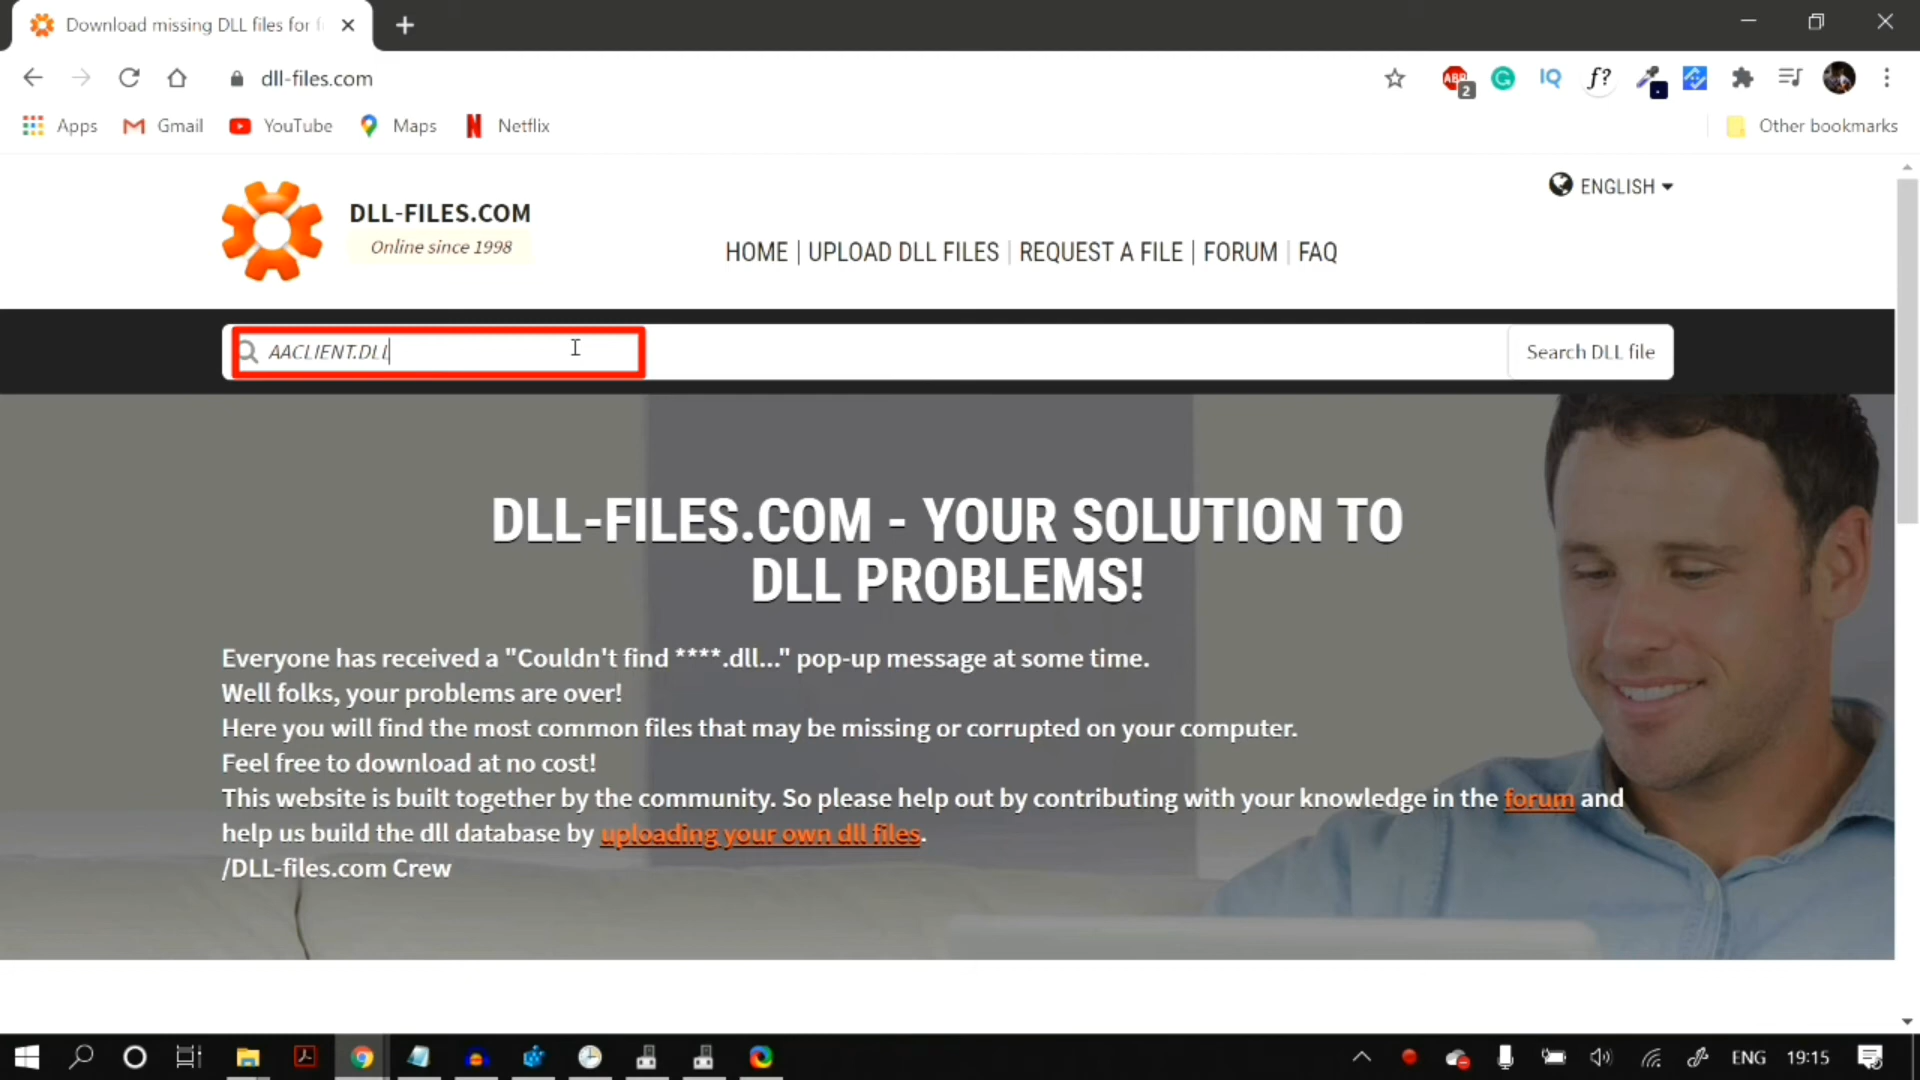 Download missing DLL files for f
dll-files.com
ABP
2
IQ
f?
Apps
Gmail
YouTube
Maps
Netflix
Other bookmarks
DLL-FILES.COM
Online since 1998
ENGLISH
HOME | UPLOAD DLL FILES | REQUEST A FILE | FORUM | FAQ
AACLIENT.DLL
Search DLL file
DLL-FILES.COM - YOUR SOLUTION TO
DLL PROBLEMS!
Everyone has received a "Couldn't find ****.dll..." pop-up message at some time.
Well folks, your problems are over!
Here you will find the most common files that may be missing or corrupted on your computer.
Feel free to download at no cost!
This website is built together by the community. So please help out by contributing with your knowledge in the forum and
help us build the dll database by uploading your own dll files.
/DLL-files.com Crew
ENG
19:15